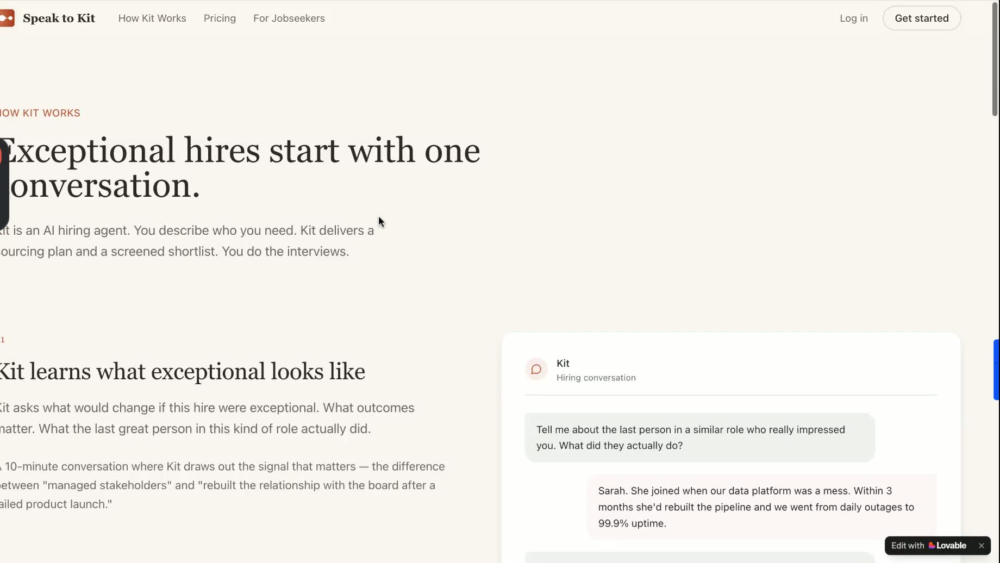 Speak to Kit
How Kit Works
Pricing
For Jobseekers
Log in
Get started
HOW KIT WORKS
Exceptional hires start with one
conversation.
Kit is an AI hiring agent. You describe who you need. Kit delivers a
sourcing plan and a screened shortlist. You do the interviews.
1
Kit learns what exceptional looks like
Kit asks what would change if this hire were exceptional. What outcomes
matter. What the last great person in this kind of role actually did.
A 10-minute conversation where Kit draws out the signal that matters — the difference
between "managed stakeholders" and "rebuilt the relationship with the board after a
failed product launch."
Kit
Hiring conversation
Tell me about the last person in a similar role who really impressed
you. What did they actually do?
Sarah. She joined when our data platform was a mess. Within 3
months she'd rebuilt the pipeline and we went from daily outages to
99.9% uptime.
Edit with Lovable